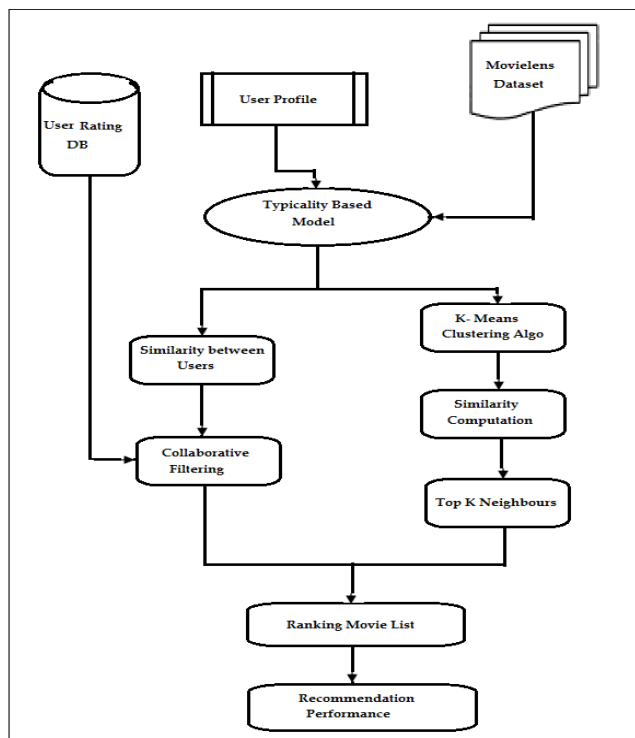 Movielens
Dataset
User Profile
User Rating
DB
Typicality Based
Model
K- Means
Clustering Algo
Similarity between
Users
Similarity
Computation
Collaborative
Filtering
Top K Neighbours
Ranking Movie List
Recommendation
Performance